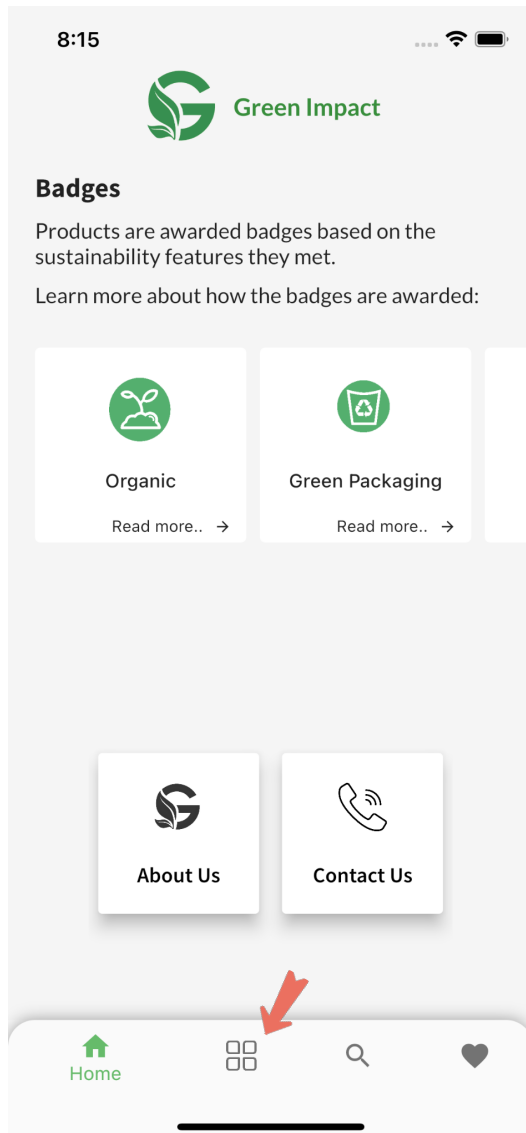 8:15
Green Impact
Badges
Products are awarded badges based on the
sustainability features they met.
Learn more about how the badges are awarded:
Organic
Green Packaging
Read more..
Read more..
About Us
Contact Us
Home